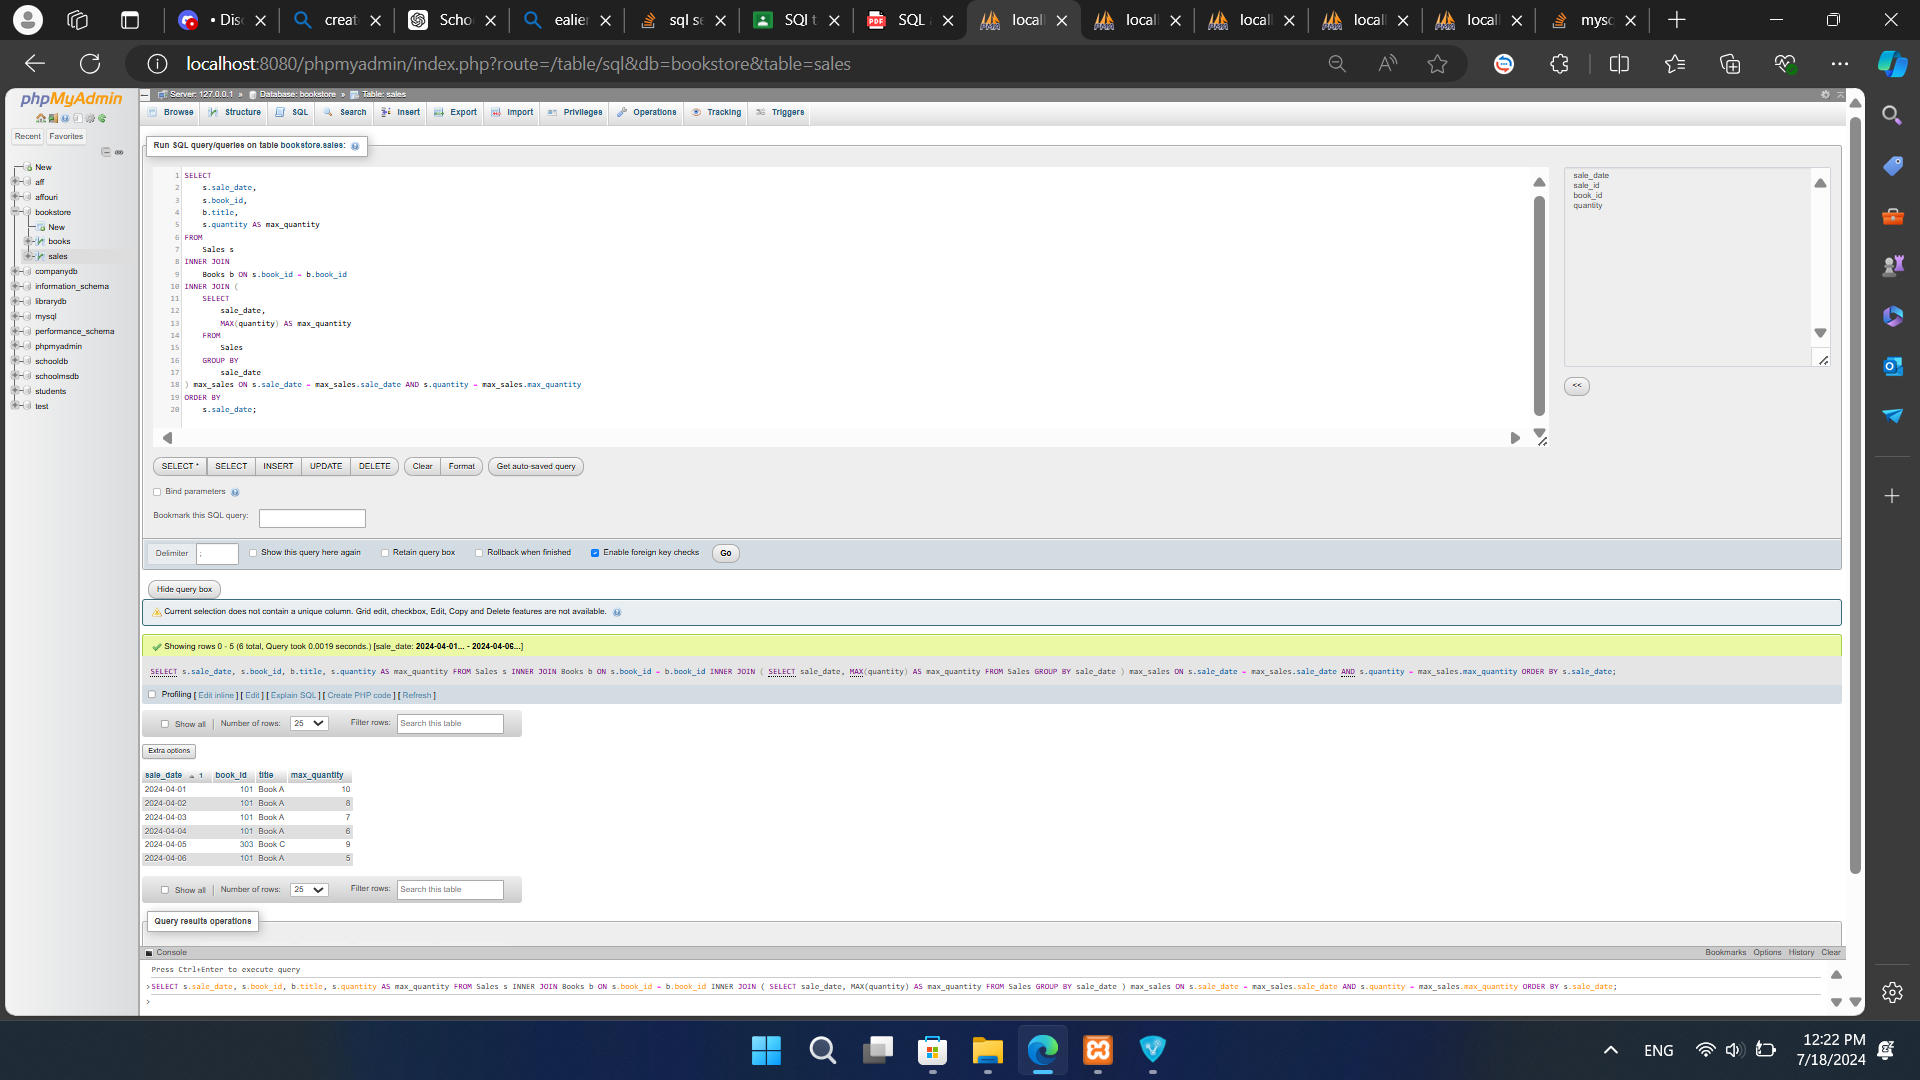 • Disc
creat
Scho
ealier
sql se
SQl t
SQL
local
local
local
local
local
mysc
localhost:8080/phpmyadmin/index.php?route=/table/sql&db=bookstore&table=sales
phpMyAdmin
Recent Favorites
New
aff
affouri
bookstore
New
books
sales
companydb
information_schema
librarydb
mysql
performance_schema
phpmyadmin
schooldb
schoolmsdb
students
test
Server: 127.0.0.1 » Database: bookstore » Table: sales
Browse Structure SQL Search Insert Export Import Privileges Operations Tracking Triggers
Run SQL query/queries on table bookstore.sales:
1 SELECT
2 s.sale_date,
3 s.book_id,
4 b.title,
5 s.quantity AS max_quantity
6 FROM
7 Sales s
8 INNER JOIN
9 Books b ON s.book_id = b.book_id
10 INNER JOIN (
11 SELECT
12 sale_date,
13 MAX(quantity) AS max_quantity
14 FROM
15 Sales
16 GROUP BY
17 sale_date
18 ) max_sales ON s.sale_date = max_sales.sale_date AND s.quantity = max_sales.max_quantity
19 ORDER BY
20 s.sale_date;
sale_date
sale_id
book_id
quantity
<<
SELECT * SELECT INSERT UPDATE DELETE Clear Format Get auto-saved query
Bind parameters
Bookmark this SQL query:
Delimiter ; Show this query here again Retain query box Rollback when finished Enable foreign key checks Go
Hide query box
Current selection does not contain a unique column. Grid edit, checkbox, Edit, Copy and Delete features are not available.
Showing rows 0 - 5 (6 total, Query took 0.0019 seconds.) [sale_date: 2024-04-01... - 2024-04-06...]
SELECT s.sale_date, s.book_id, b.title, s.quantity AS max_quantity FROM Sales s INNER JOIN Books b ON s.book_id = b.book_id INNER JOIN ( SELECT sale_date, MAX(quantity) AS max_quantity FROM Sales GROUP BY sale_date ) max_sales ON s.sale_date = max_sales.sale_date AND s.quantity = max_sales.max_quantity ORDER BY s.sale_date;
Profiling [ Edit inline ] [ Edit ] [ Explain SQL ] [ Create PHP code ] [ Refresh ]
Show all Number of rows: 25 Filter rows: Search this table
Extra options
sale_date 1 book_id title max_quantity
2024-04-01 101 Book A 10
2024-04-02 101 Book A 8
2024-04-03 101 Book A 7
2024-04-04 101 Book A 6
2024-04-05 303 Book C 9
2024-04-06 101 Book A 5
Show all Number of rows: 25 Filter rows: Search this table
Query results operations
Console Bookmarks Options History Clear
Press Ctrl+Enter to execute query
>SELECT s.sale_date, s.book_id, b.title, s.quantity AS max_quantity FROM Sales s INNER JOIN Books b ON s.book_id = b.book_id INNER JOIN ( SELECT sale_date, MAX(quantity) AS max_quantity FROM Sales GROUP BY sale_date ) max_sales ON s.sale_date = max_sales.sale_date AND s.quantity = max_sales.max_quantity ORDER BY s.sale_date;
>
ENG
12:22 PM
7/18/2024